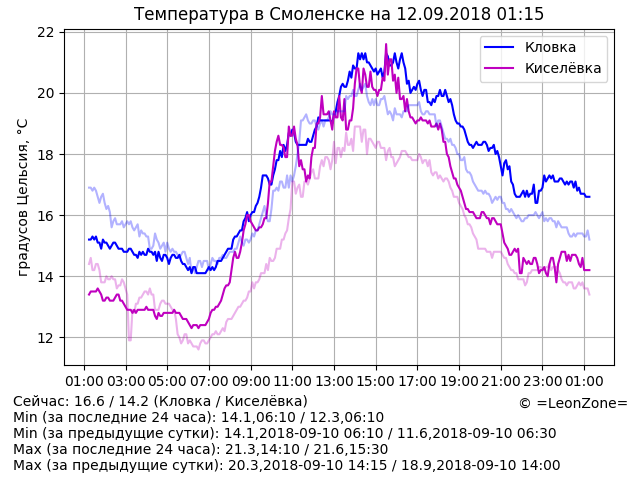 Температура в Смоленске на 12.09.2018 01:15
градусов Цельсия, °C
22
20
18
16
14
12
Кловка
Киселёвка
01:00 03:00 05:00 07:00 09:00 11:00 13:00 15:00 17:00 19:00 21:00 23:00 01:00
Сейчас: 16.6 / 14.2 (Кловка / Киселёвка)
© =LeonZone=
Min (за последние 24 часа): 14.1,06:10 / 12.3,06:10
Min (за предыдущие сутки): 14.1,2018-09-10 06:10 / 11.6,2018-09-10 06:30
Max (за последние 24 часа): 21.3,14:10 / 21.6,15:30
Max (за предыдущие сутки): 20.3,2018-09-10 14:15 / 18.9,2018-09-10 14:00